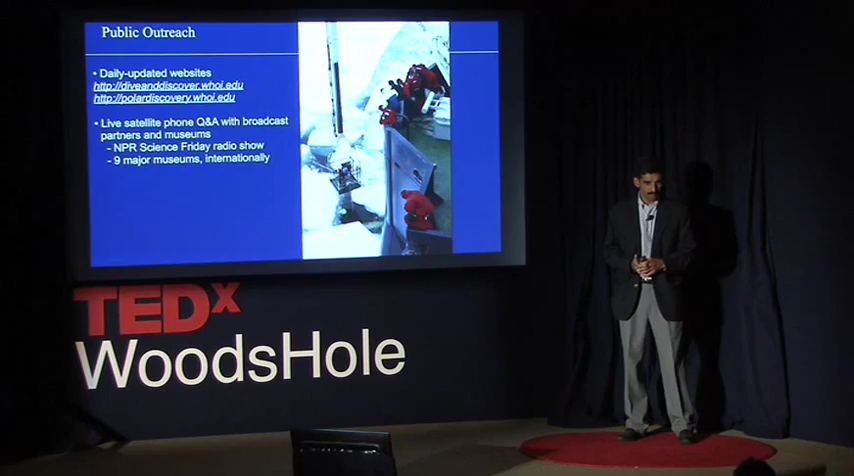 Public Outreach
• Daily-updated websites
http://diveanddiscover.whoi.edu
http://polardiscovery.whoi.edu
• Live satellite phone Q&A with broadcast
partners and museums
- NPR Science Friday radio show
- 9 major museums, internationally
TEDx
WoodsHole